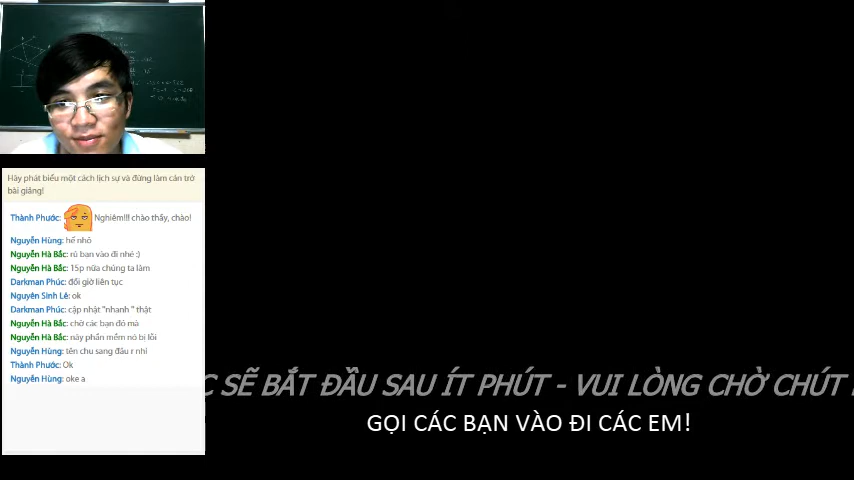 Hãy phát biểu một cách lịch sự và đừng làm cản trở
bài giảng!
Thành Phước: Nghiêm!!! chào thầy, chào!
Nguyễn Hùng: hế nhô
Nguyễn Hà Bắc: rủ bạn vào đi nhé ;)
Nguyễn Hà Bắc: 15p nữa chúng ta làm
Darkman Phúc: đổi giờ liên tục
Nguyên Sinh Lê: ok
Darkman Phúc: cập nhật "nhanh " thật
Nguyễn Hà Bắc: chờ các bạn đó mà
Nguyễn Hà Bắc: nãy phần mềm nó bị lỗi
Nguyễn Hùng: tên chu sang đâu r nhỉ
Thành Phước: Ok
Nguyễn Hùng: oke a
C SẼ BẮT ĐẦU SAU ÍT PHÚT - VUI LÒNG CHỜ CHÚT
GỌI CÁC BẠN VÀO ĐI CÁC EM!